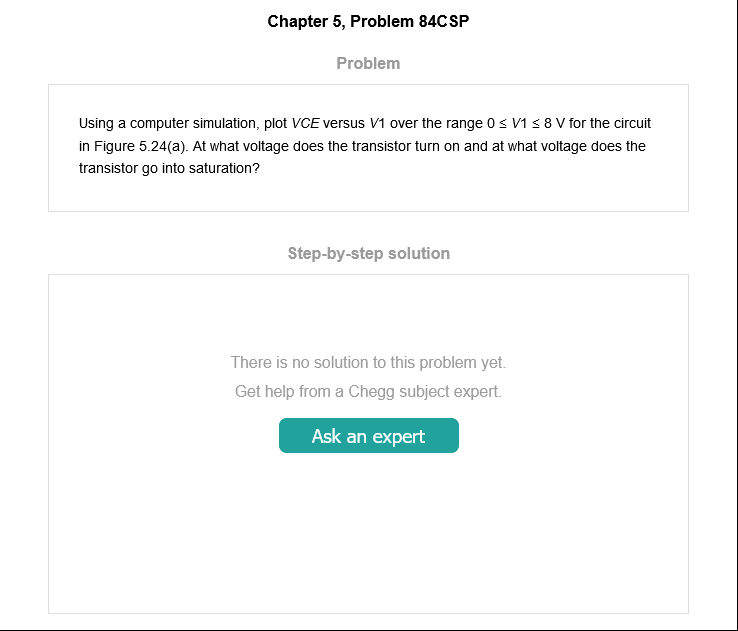 Chapter 5, Problem 84CSP
Problem
Using a computer simulation, plot VCE versus V1 over the range 0 ≤ V1 ≤ 8 V for the circuit
in Figure 5.24(a). At what voltage does the transistor turn on and at what voltage does the
transistor go into saturation?
Step-by-step solution
There is no solution to this problem yet.
Get help from a Chegg subject expert.
Ask an expert